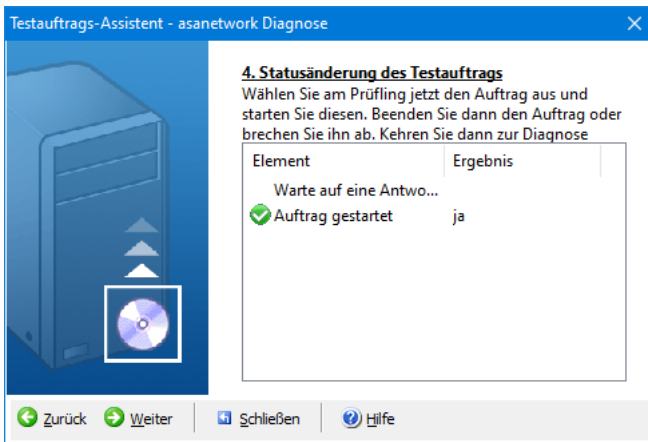 Testauftrags-Assistent - asanetwork Diagnose
4. Statusänderung des Testauftrags
Wählen Sie am Prüfling jetzt den Auftrag aus und
starten Sie diesen. Beenden Sie dann den Auftrag oder
brechen Sie ihn ab. Kehren Sie dann zur Diagnose
Element Ergebnis
Warte auf eine Antwo...
Auftrag gestartet ja
Zurück Weiter Schließen Hilfe